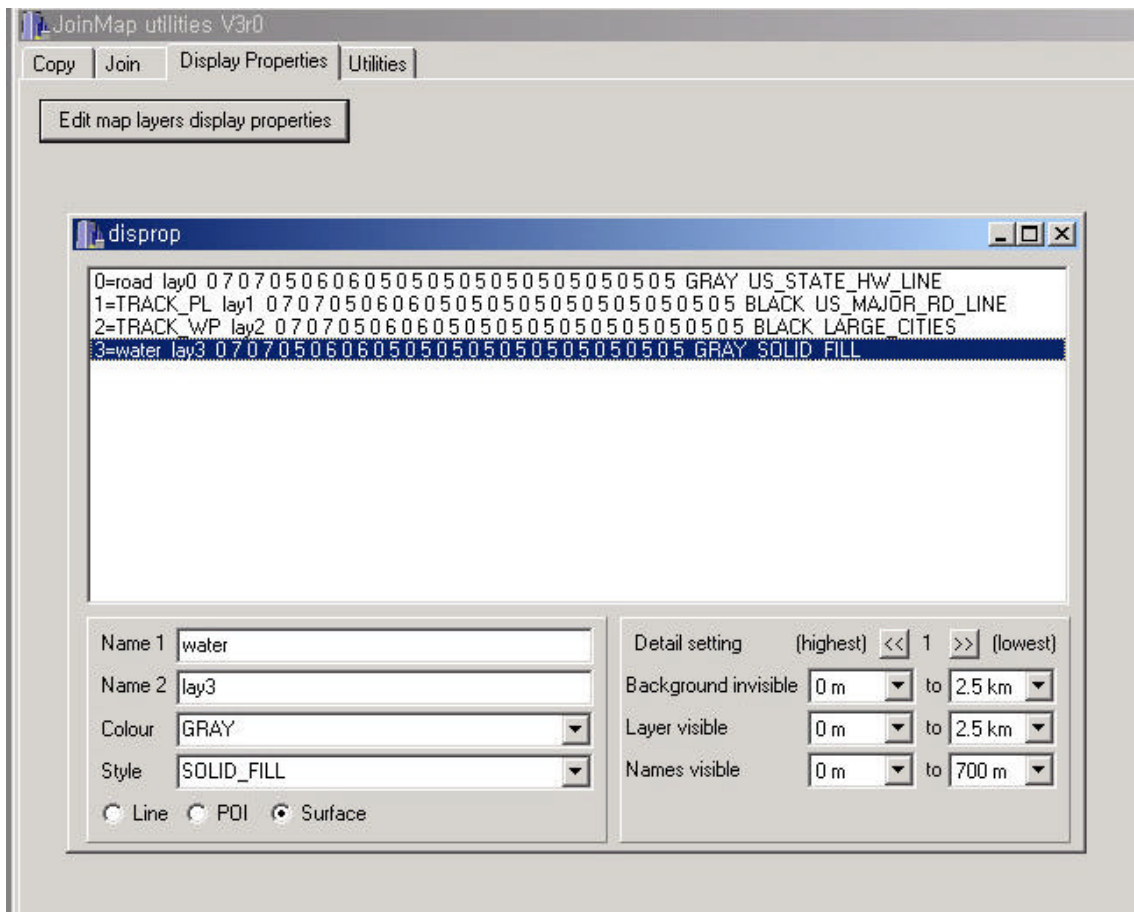 JoinMap utilities V3r0
Copy Join Display Properties Utilities
Edit map layers display properties
disprop
0=road lay0 0 7 0 7 0 5 0 6 0 6 0 5 0 5 0 5 0 5 0 5 0 5 0 5 0 5 0 5 GRAY US_STATE_HW_LINE
1=TRACK_PL lay1 0 7 0 7 0 5 0 6 0 6 0 5 0 5 0 5 0 5 0 5 0 5 0 5 0 5 0 5 BLACK US_MAJOR_RD_LINE
2=TRACK_WP lay2 0 7 0 7 0 5 0 6 0 6 0 5 0 5 0 5 0 5 0 5 0 5 0 5 0 5 0 5 BLACK LARGE_CITIES
3=water lay3 0 7 0 7 0 5 0 6 0 6 0 5 0 5 0 5 0 5 0 5 0 5 0 5 0 5 0 5 GRAY SOLID_FILL
Name 1 water
Name 2 lay3
Colour GRAY
Style SOLID_FILL
Line POI Surface
Detail setting (highest) << 1 >> (lowest)
Background invisible 0 m to 2.5 km
Layer visible 0 m to 2.5 km
Names visible 0 m to 700 m